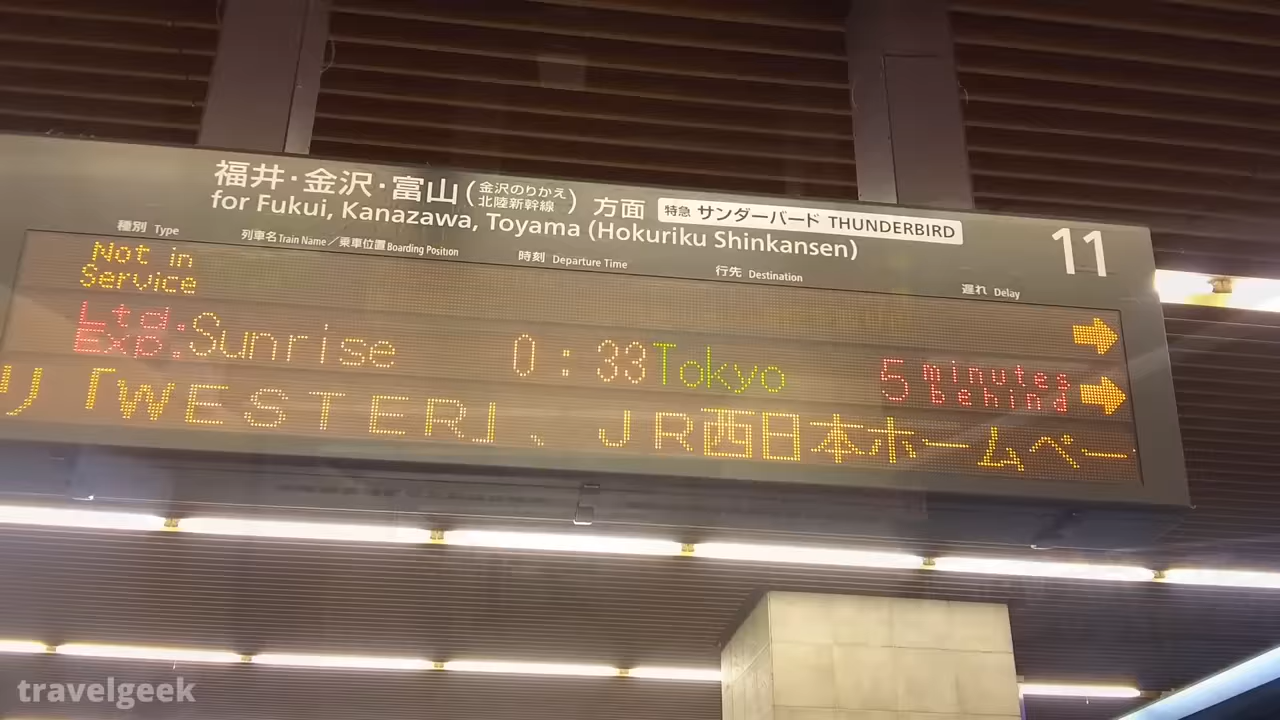 福井・金沢・富山(金沢のりかえ 北陸新幹線)方面 特急 サンダーバード THUNDERBIRD
for Fukui, Kanazawa, Toyama (Hokuriku Shinkansen)
11
種別 Type 列車名 Train Name／乗車位置 Boarding Position 時刻 Departure Time 行先 Destination 遅れ Delay
Not in
Service
Ltd. Exp. Sunrise 0:33 Tokyo 5 minutes behind
リ「WESTER」、JR西日本ホームペー
travelgeek